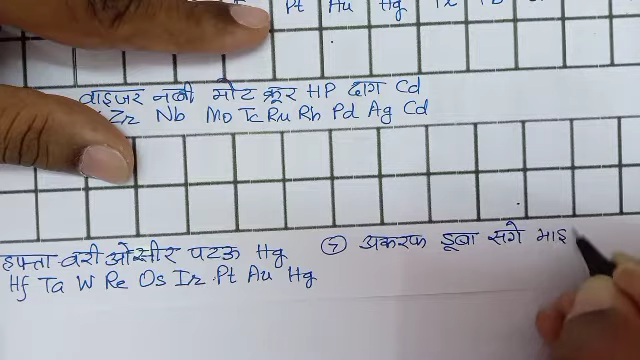 Pt Au Hg
वाइजर नबी मोट क्रूर HP दाग Cd
Zr Nb Mo Tc Ru Rh Pd Ag Cd
हफ्ता वरी ओसीर पटऊ Hg
Hf Ta W Re Os Ir Pt Au Hg
⑦ अकरफ डूबा सगे भाइ